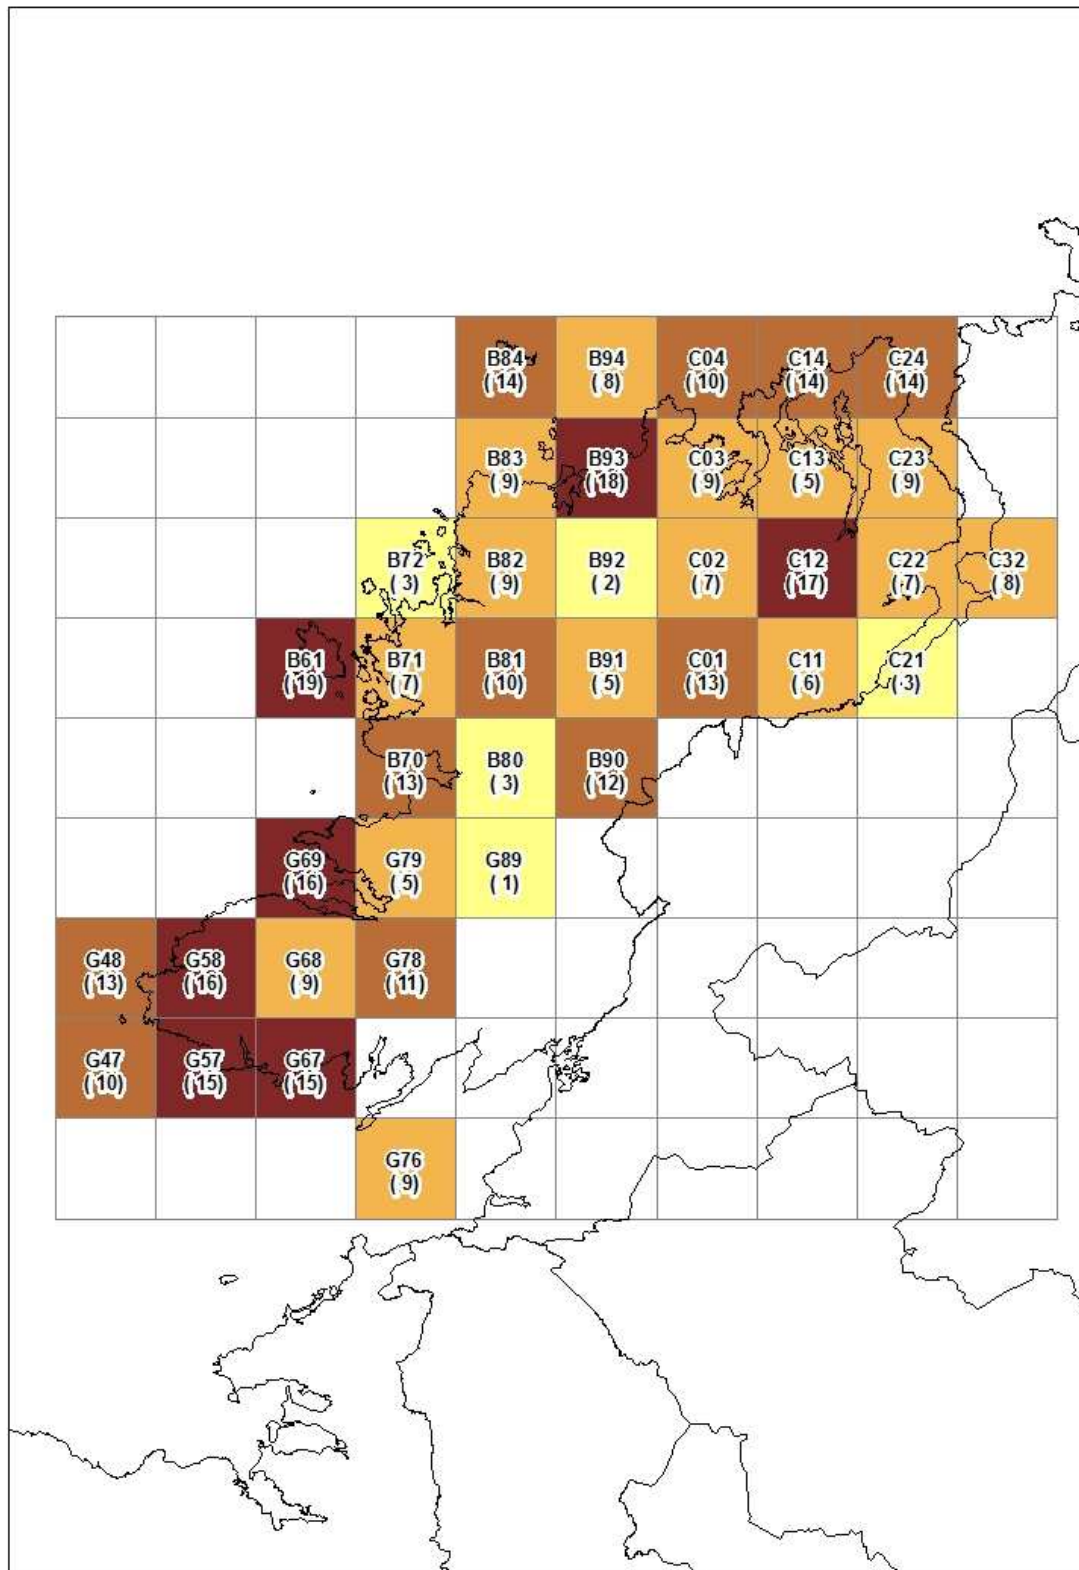 B84
( 14)
B94
( 8)
C04
( 10)
C14
( 14)
C24
( 14)
B83
( 9)
B93
( 18)
C03
( 9)
C13
( 5)
C23
( 9)
B72
( 3)
B82
( 9)
B92
( 2)
C02
( 7)
C12
( 17)
C22
( 7)
C32
( 8)
B61
( 19)
B71
( 7)
B81
( 10)
B91
( 5)
C01
( 13)
C11
( 6)
C21
( 3)
B70
( 13)
B80
( 3)
B90
( 12)
G69
( 16)
G79
( 5)
G89
( 1)
G48
( 13)
G58
( 16)
G68
( 9)
G78
( 11)
G47
( 10)
G57
( 15)
G67
( 15)
G76
( 9)